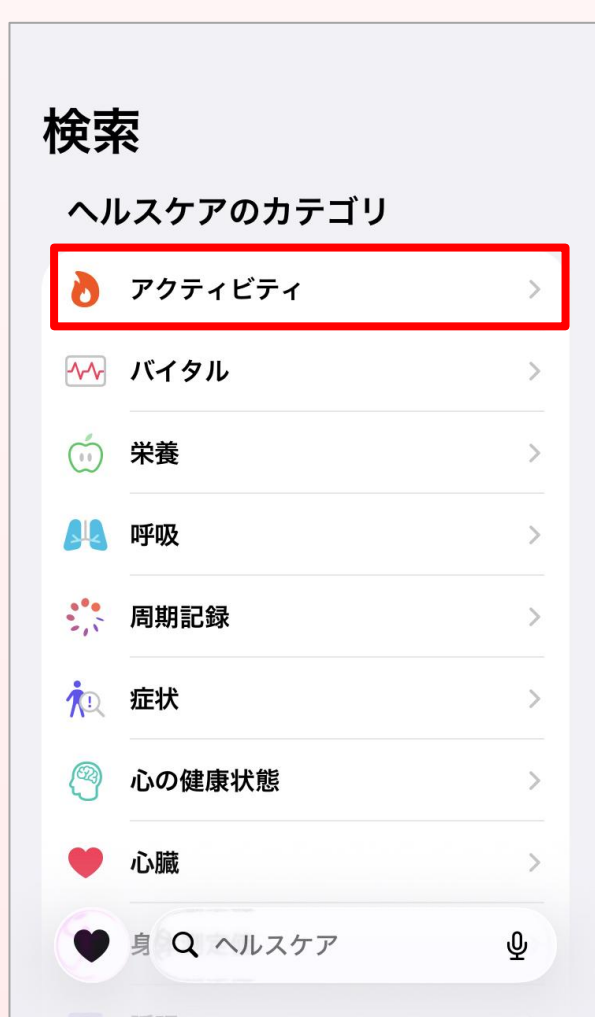 検索
ヘルスケアのカテゴリ
アクティビティ
バイタル
栄養
呼吸
周期記録
症状
心の健康状態
心臓
身
ヘルスケア